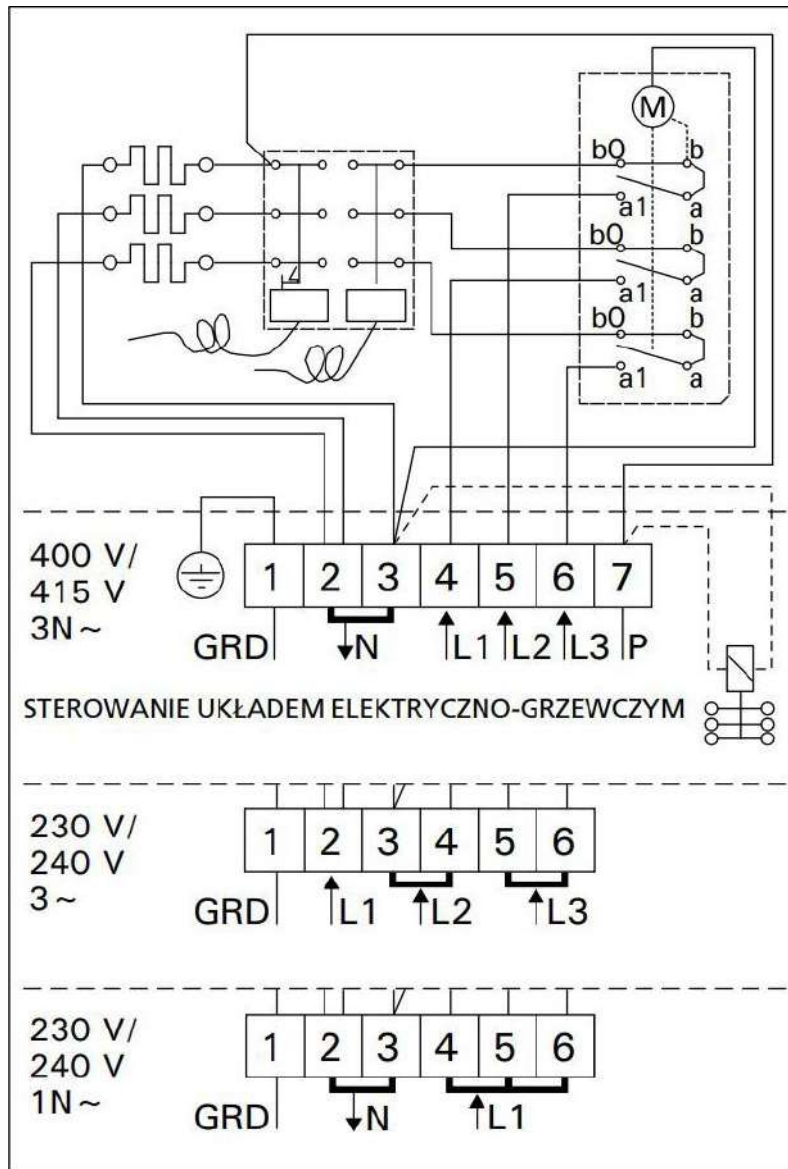 M
b0 b
a1 a
b0 b
a1 a
b0 b
a1 a
400 V/
415 V
3N~
1 2 3 4 5 6 7
GRD N L1 L2 L3 P
STEROWANIE UKŁADEM ELEKTRYCZNO-GRZEWCZYM
230 V/
240 V
3~
1 2 3 4 5 6
GRD L1 L2 L3
230 V/
240 V
1N~
1 2 3 4 5 6
GRD N L1